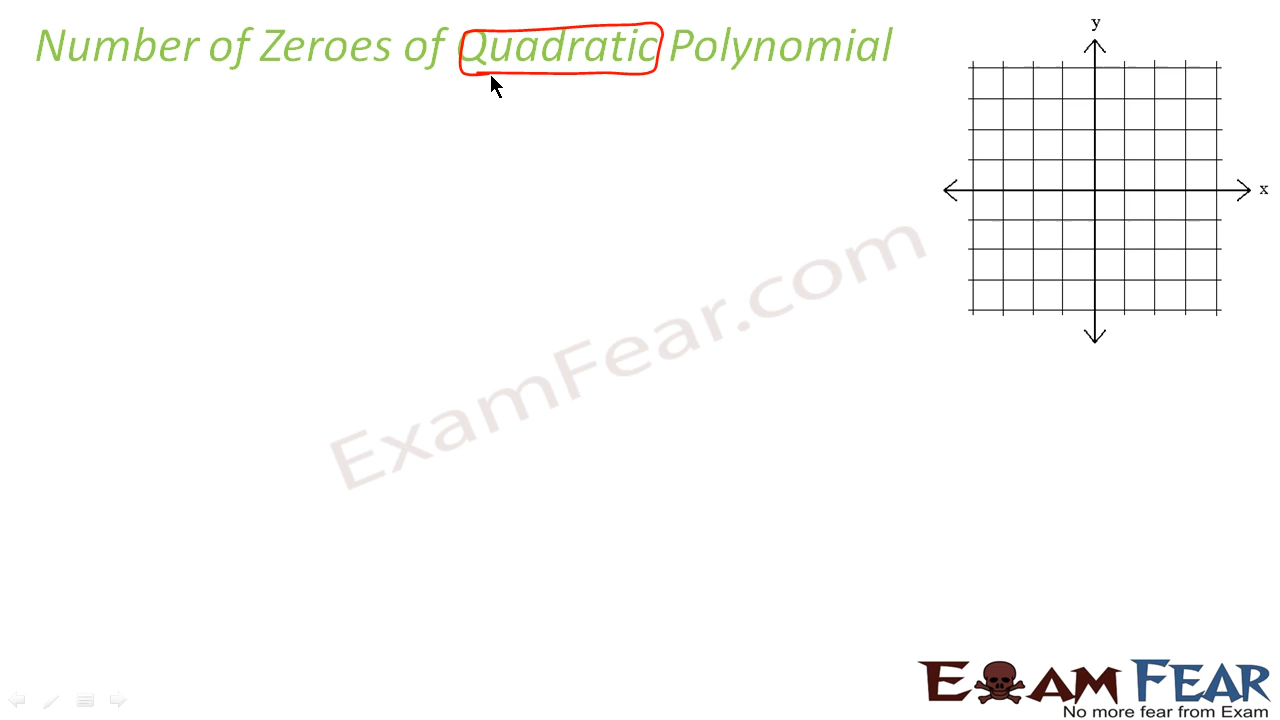 Number of Zeroes of Quadratic Polynomial
y
x
ExamFear.com
EXAM FEAR
No more fear from Exam